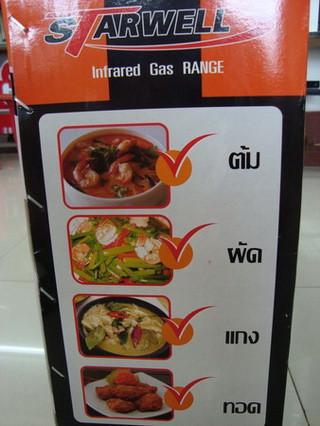 STARWELL
Infrared Gas RANGE
ต้ม
ผัด
แกง
ทอด